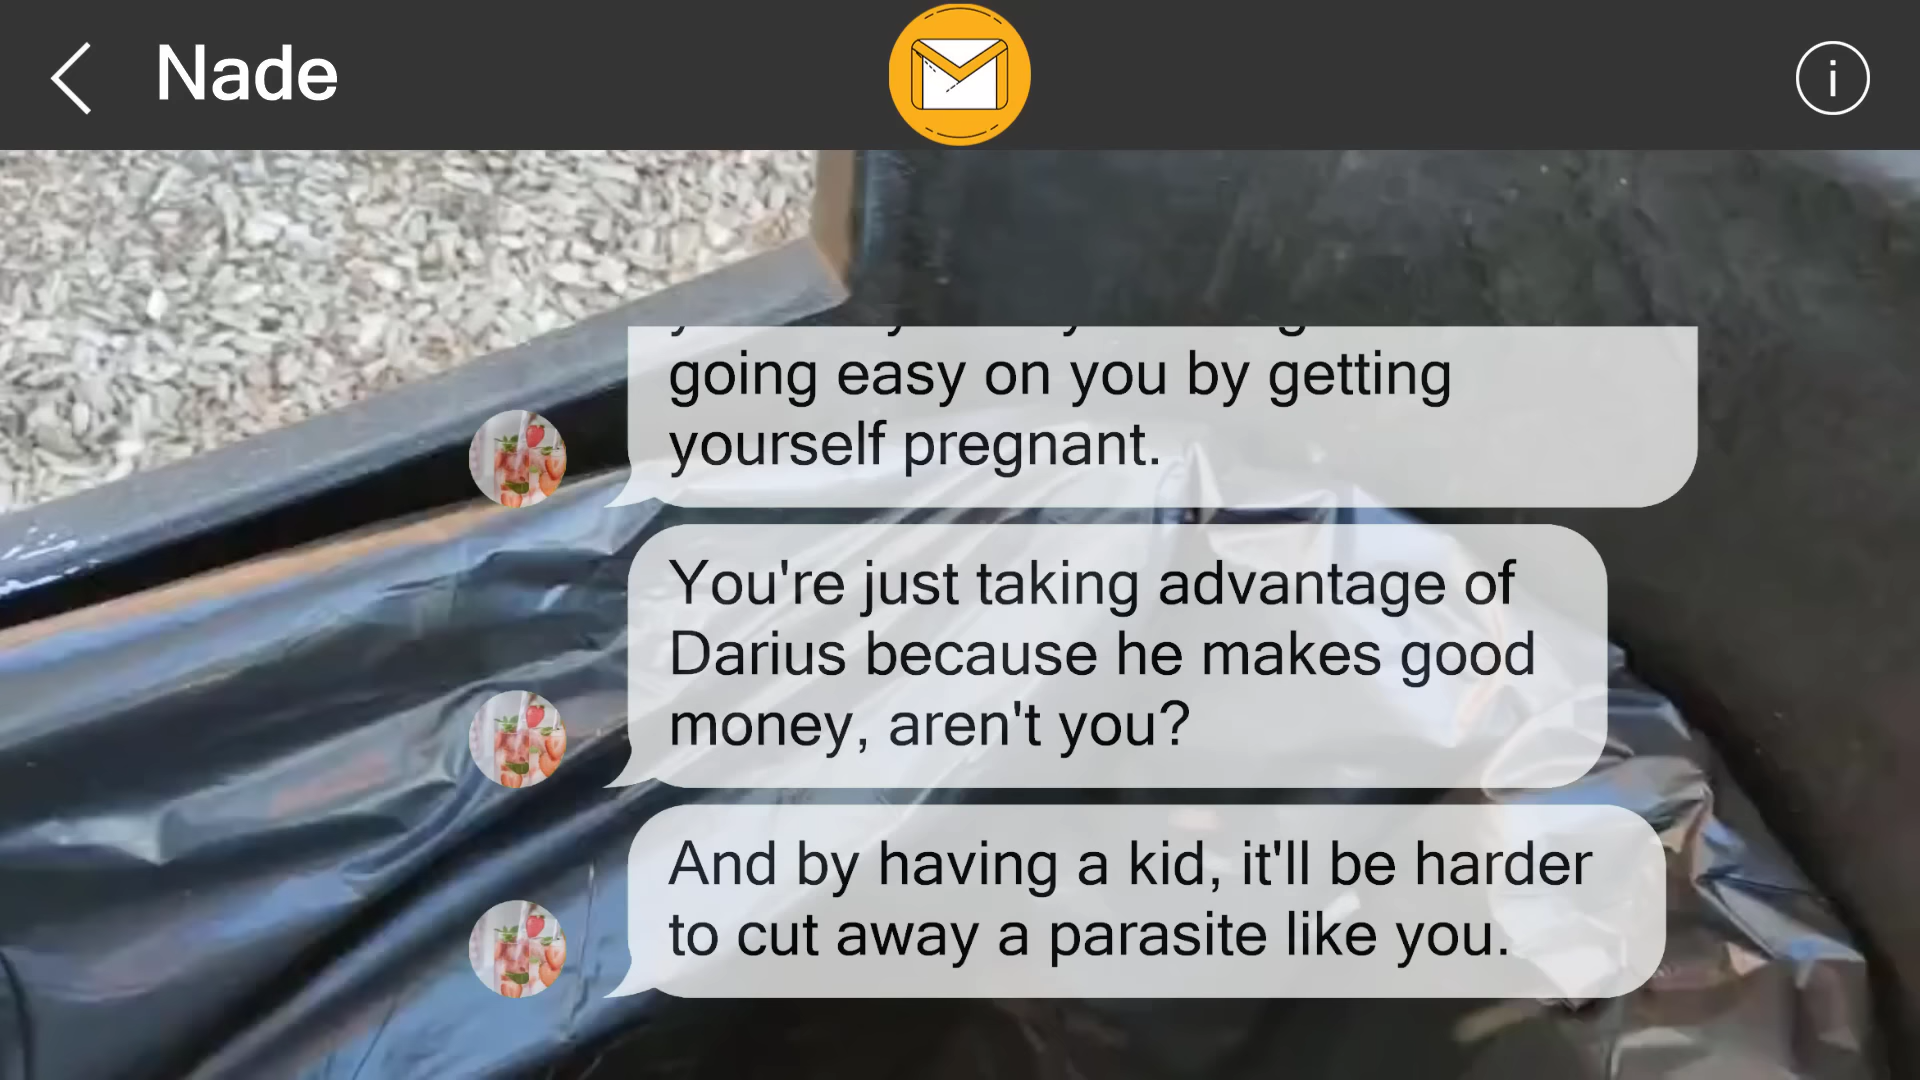 Nade
going easy on you by getting
yourself pregnant.
You're just taking advantage of
Darius because he makes good
money, aren't you?
And by having a kid, it'll be harder
to cut away a parasite like you.